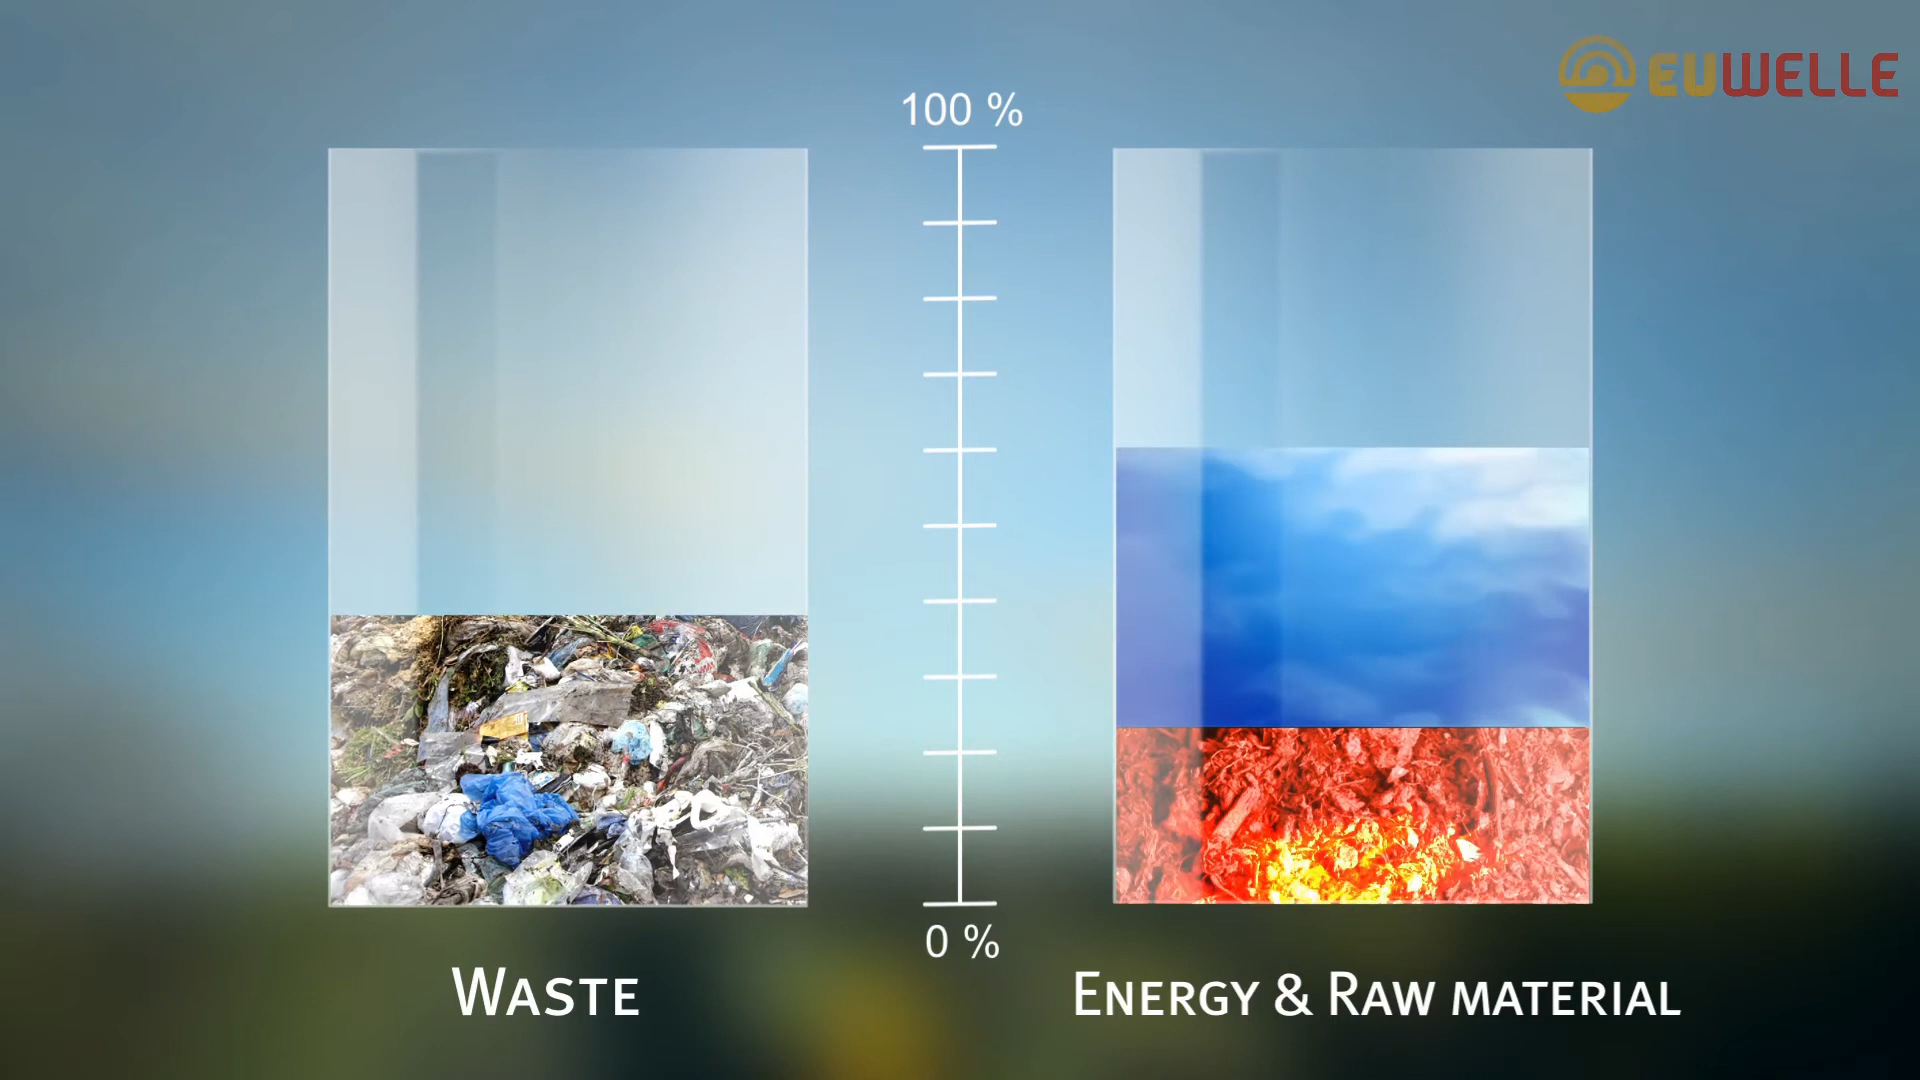 EUWELLE
100 %
0 %
WASTE
ENERGY & RAW MATERIAL